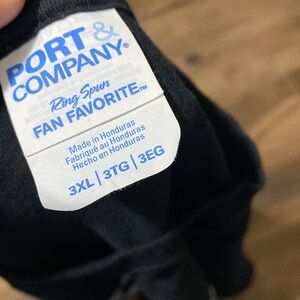 PORT &
COMPANY®
Ring Spun
FAN FAVORITE™
Made in Honduras
Fabriqué au Honduras
Hecho en Honduras
3XL | 3TG | 3EG